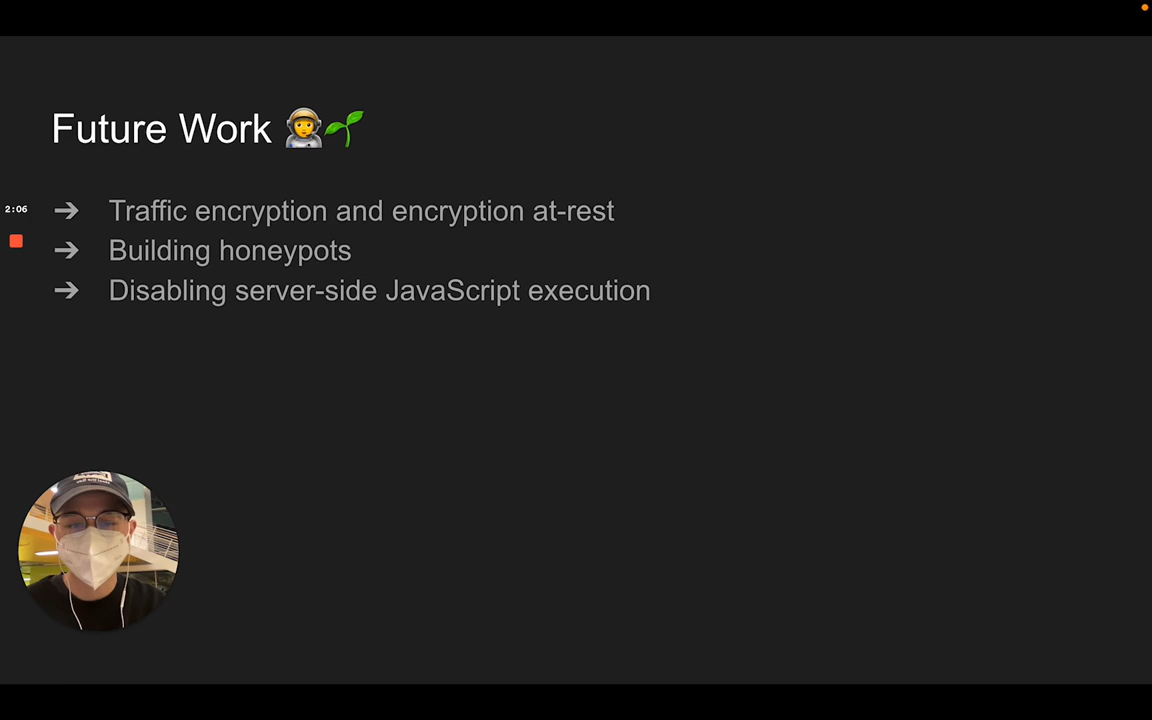 Future Work 🧑‍🚀🌱
2:06
➔ Traffic encryption and encryption at-rest
➔ Building honeypots
➔ Disabling server-side JavaScript execution